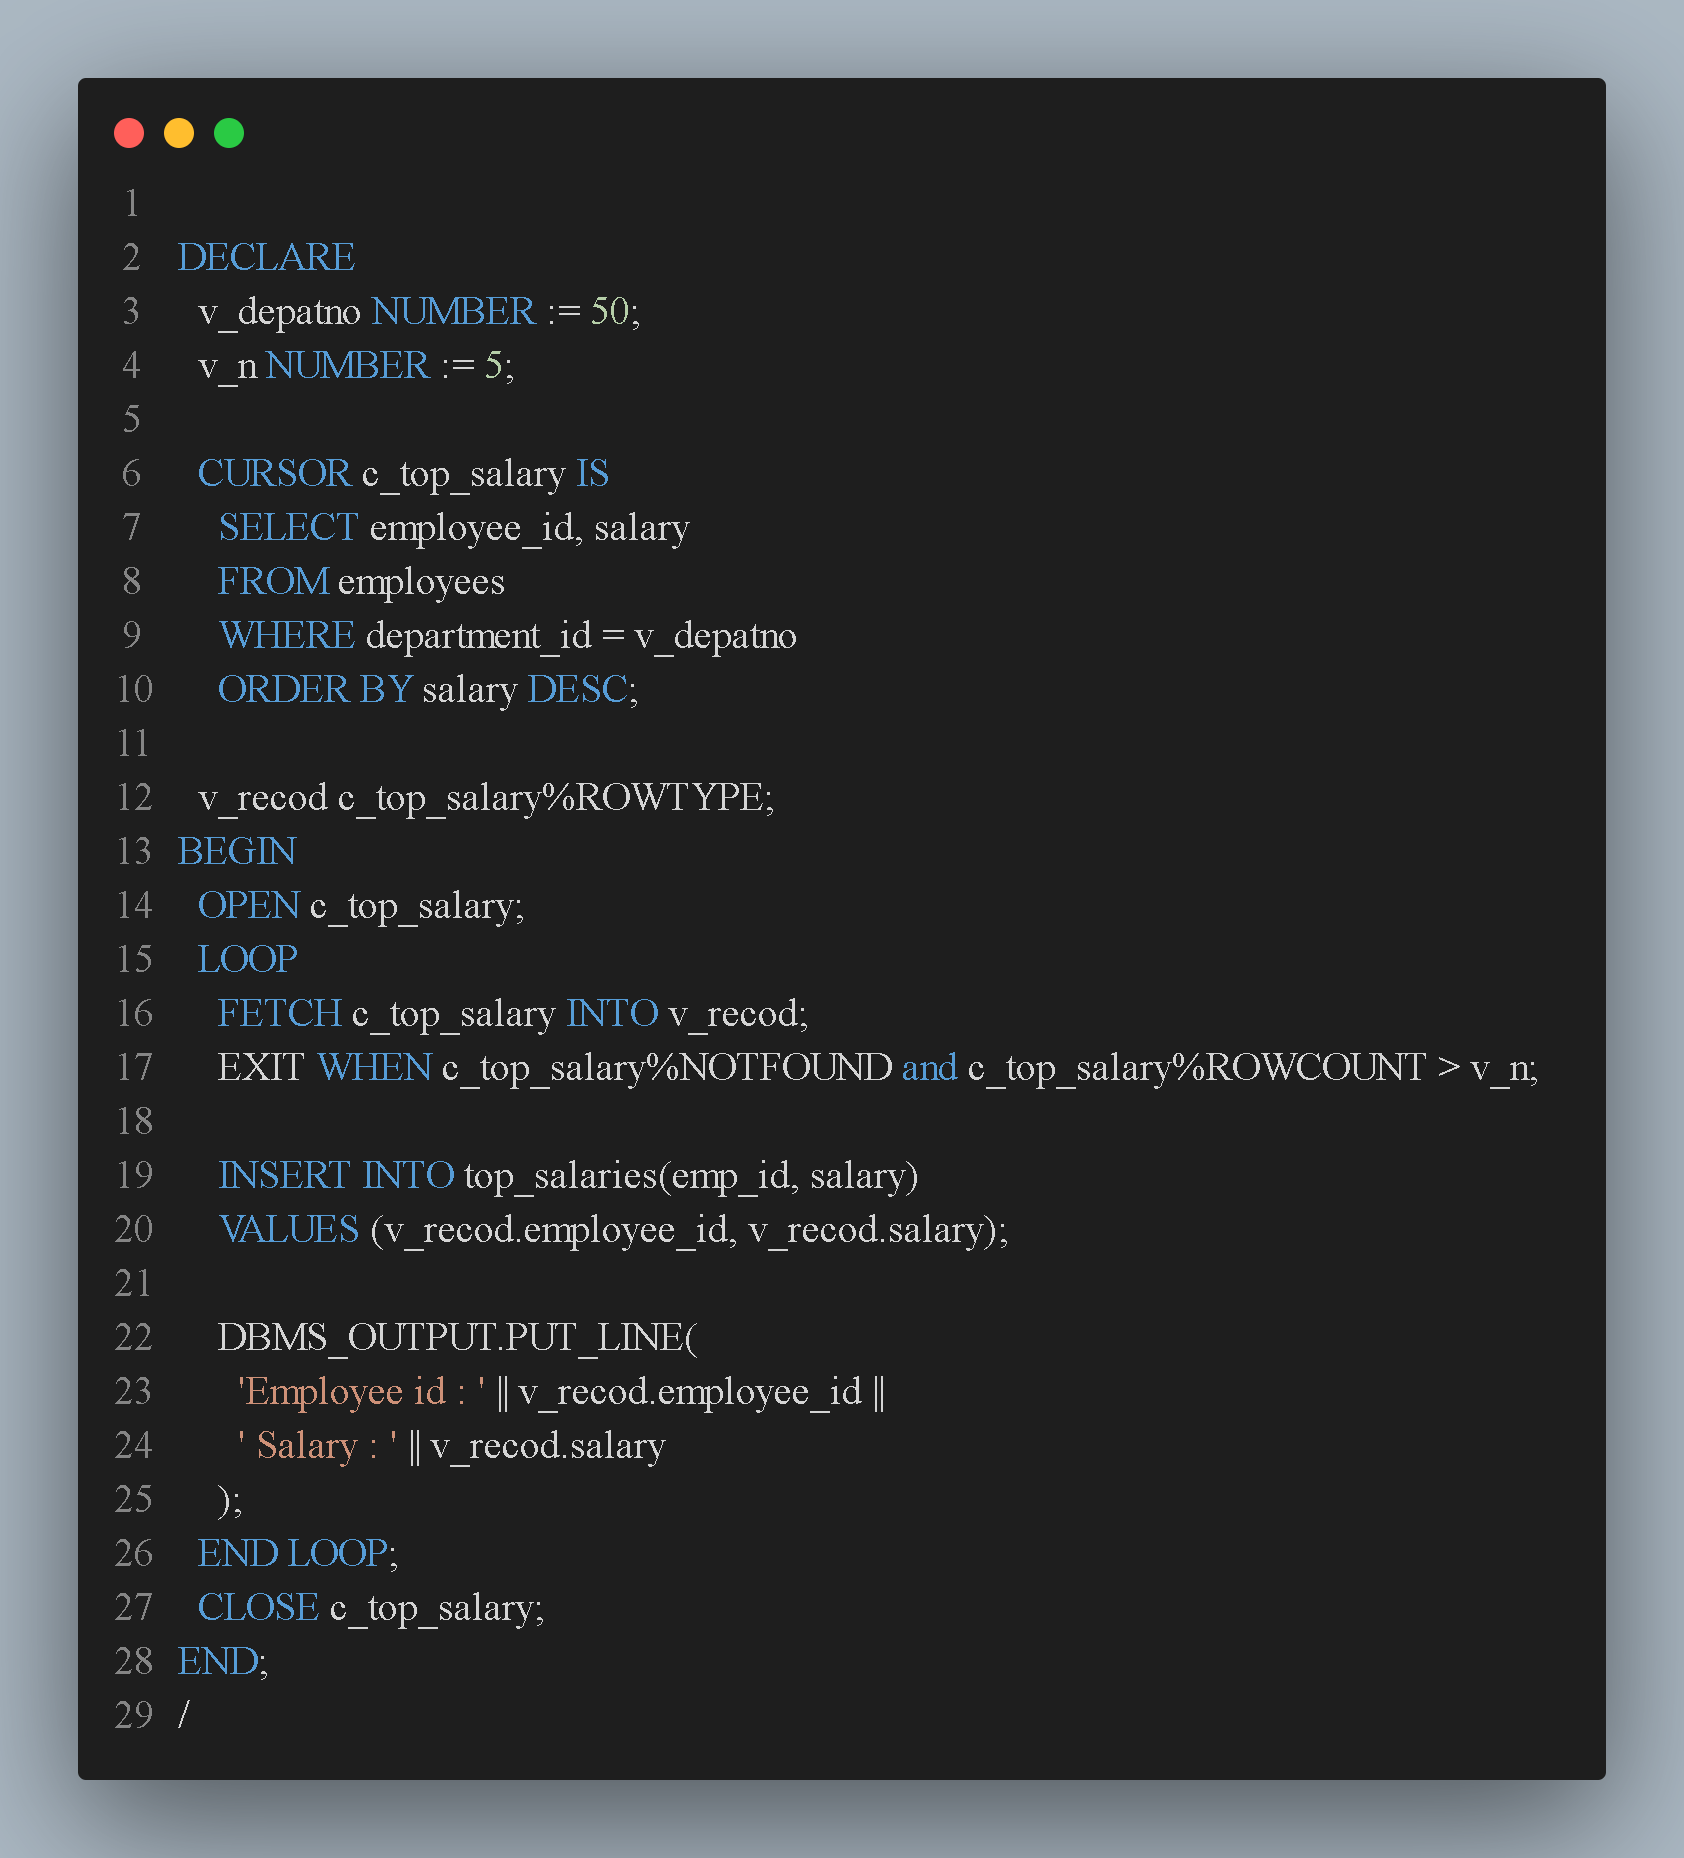 1
2 DECLARE
3 v_depatno NUMBER := 50;
4 v_n NUMBER := 5;
5
6 CURSOR c_top_salary IS
7 SELECT employee_id, salary
8 FROM employees
9 WHERE department_id = v_depatno
10 ORDER BY salary DESC;
11
12 v_recod c_top_salary%ROWTYPE;
13 BEGIN
14 OPEN c_top_salary;
15 LOOP
16 FETCH c_top_salary INTO v_recod;
17 EXIT WHEN c_top_salary%NOTFOUND and c_top_salary%ROWCOUNT > v_n;
18
19 INSERT INTO top_salaries(emp_id, salary)
20 VALUES (v_recod.employee_id, v_recod.salary);
21
22 DBMS_OUTPUT.PUT_LINE(
23 'Employee id : ' || v_recod.employee_id ||
24 ' Salary : ' || v_recod.salary
25 );
26 END LOOP;
27 CLOSE c_top_salary;
28 END;
29 /